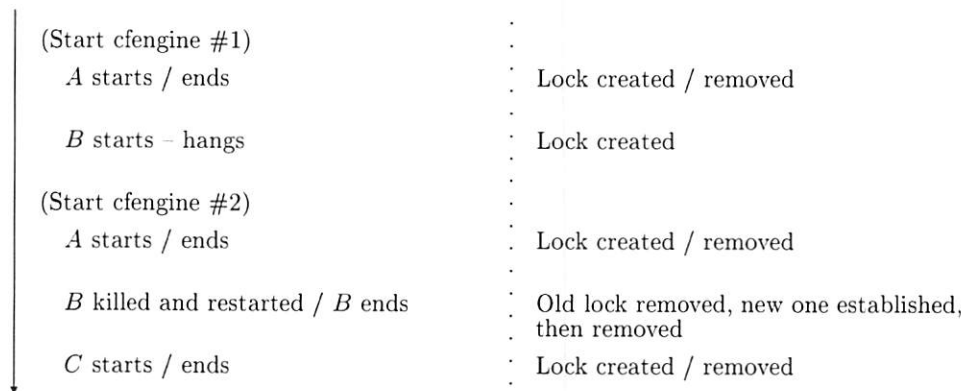 (Start cfengine #1)
A starts / ends Lock created / removed
B starts – hangs Lock created
(Start cfengine #2)
A starts / ends Lock created / removed
B killed and restarted / B ends Old lock removed, new one established,
then removed
C starts / ends Lock created / removed